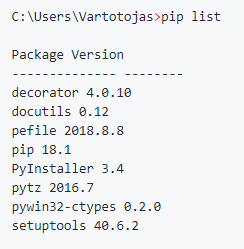 C:\Users\Vartotojas>pip list
Package Version
-------------- --------
decorator 4.0.10
docutils 0.12
pefile 2018.8.8
pip 18.1
PyInstaller 3.4
pytz 2016.7
pywin32-ctypes 0.2.0
setuptools 40.6.2